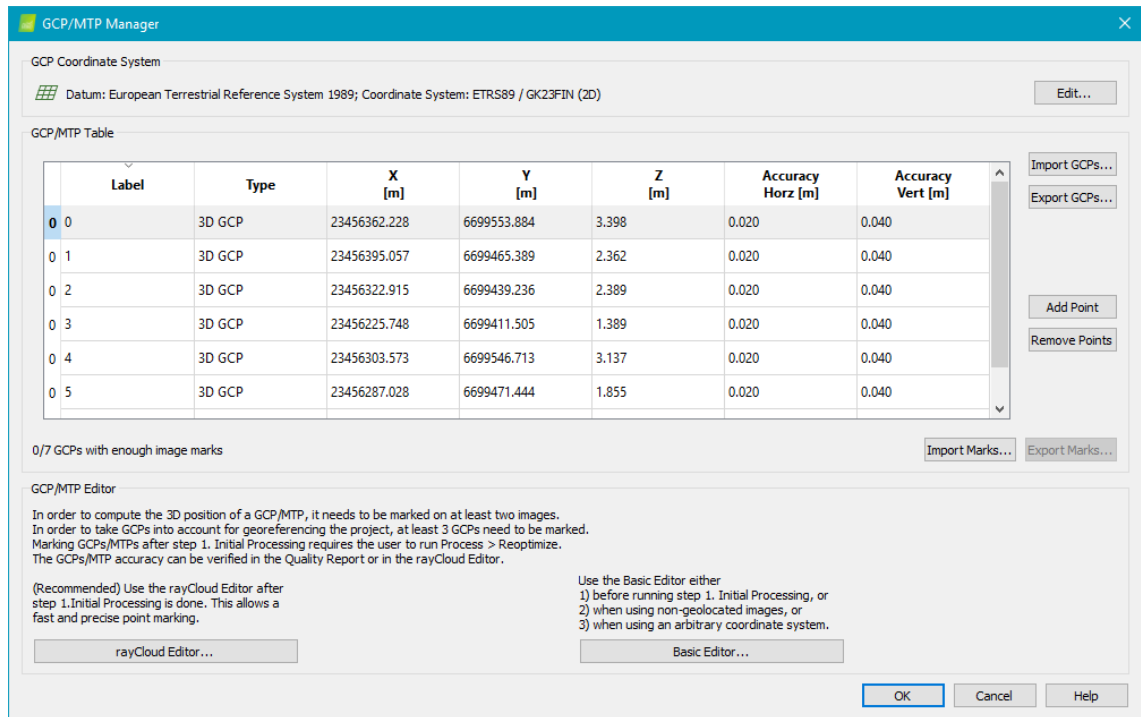 GCP/MTP Manager
GCP Coordinate System
Datum: European Terrestrial Reference System 1989; Coordinate System: ETRS89 / GK23FIN (2D)
Edit...
GCP/MTP Table
Label Type X [m] Y [m] Z [m] Accuracy Horz [m] Accuracy Vert [m]
0 0 3D GCP 23456362.228 6699553.884 3.398 0.020 0.040
0 1 3D GCP 23456395.057 6699465.389 2.362 0.020 0.040
0 2 3D GCP 23456322.915 6699439.236 2.389 0.020 0.040
0 3 3D GCP 23456225.748 6699411.505 1.389 0.020 0.040
0 4 3D GCP 23456303.573 6699546.713 3.137 0.020 0.040
0 5 3D GCP 23456287.028 6699471.444 1.855 0.020 0.040
Import GCPs...
Export GCPs...
Add Point
Remove Points
0/7 GCPs with enough image marks
Import Marks... Export Marks...
GCP/MTP Editor
In order to compute the 3D position of a GCP/MTP, it needs to be marked on at least two images.
In order to take GCPs into account for georeferencing the project, at least 3 GCPs need to be marked.
Marking GCPs/MTPs after step 1. Initial Processing requires the user to run Process > Reoptimize.
The GCPs/MTP accuracy can be verified in the Quality Report or in the rayCloud Editor.
(Recommended) Use the rayCloud Editor after
step 1.Initial Processing is done. This allows a
fast and precise point marking.
rayCloud Editor...
Use the Basic Editor either
1) before running step 1. Initial Processing, or
2) when using non-geolocated images, or
3) when using an arbitrary coordinate system.
Basic Editor...
OK Cancel Help